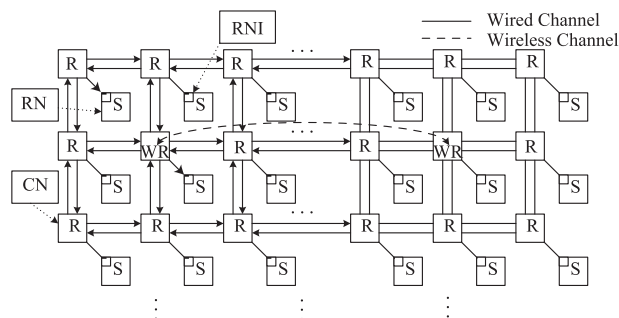 RNI
Wired Channel
Wireless Channel
R R R . . . R R R
RN
S S S S S S
R WR R . . . R WR R
CN
S S S S S S
R R R . . . R R R
S S S S S S